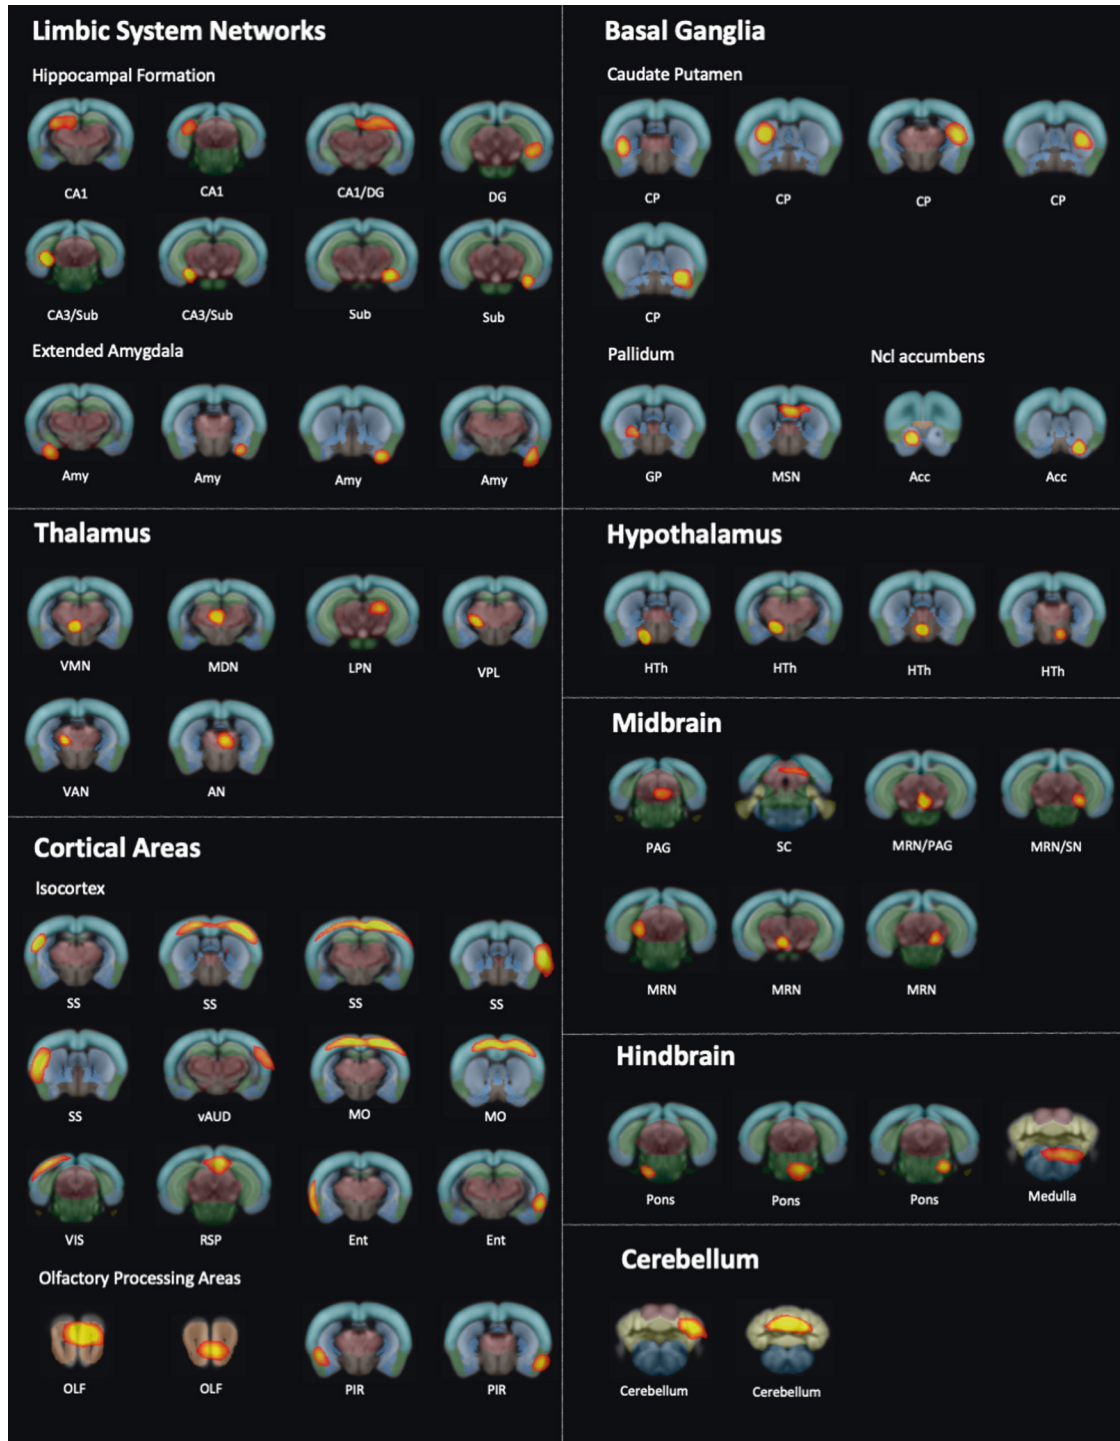 Limbic System Networks
Hippocampal Formation
CA1 CA1 CA1/DG DG
CA3/Sub CA3/Sub Sub Sub
Extended Amygdala
Amy Amy Amy Amy
Basal Ganglia
Caudate Putamen
CP CP CP CP
CP
Pallidum Ncl accumbens
GP MSN Acc Acc
Thalamus
VMN MDN LPN VPL
VAN AN
Hypothalamus
HTh HTh HTh HTh
Midbrain
PAG SC MRN/PAG MRN/SN
MRN MRN MRN
Cortical Areas
Isocortex
SS SS SS SS
SS vAUD MO MO
VIS RSP Ent Ent
Olfactory Processing Areas
OLF OLF PIR PIR
Hindbrain
Pons Pons Pons Medulla
Cerebellum
Cerebellum Cerebellum